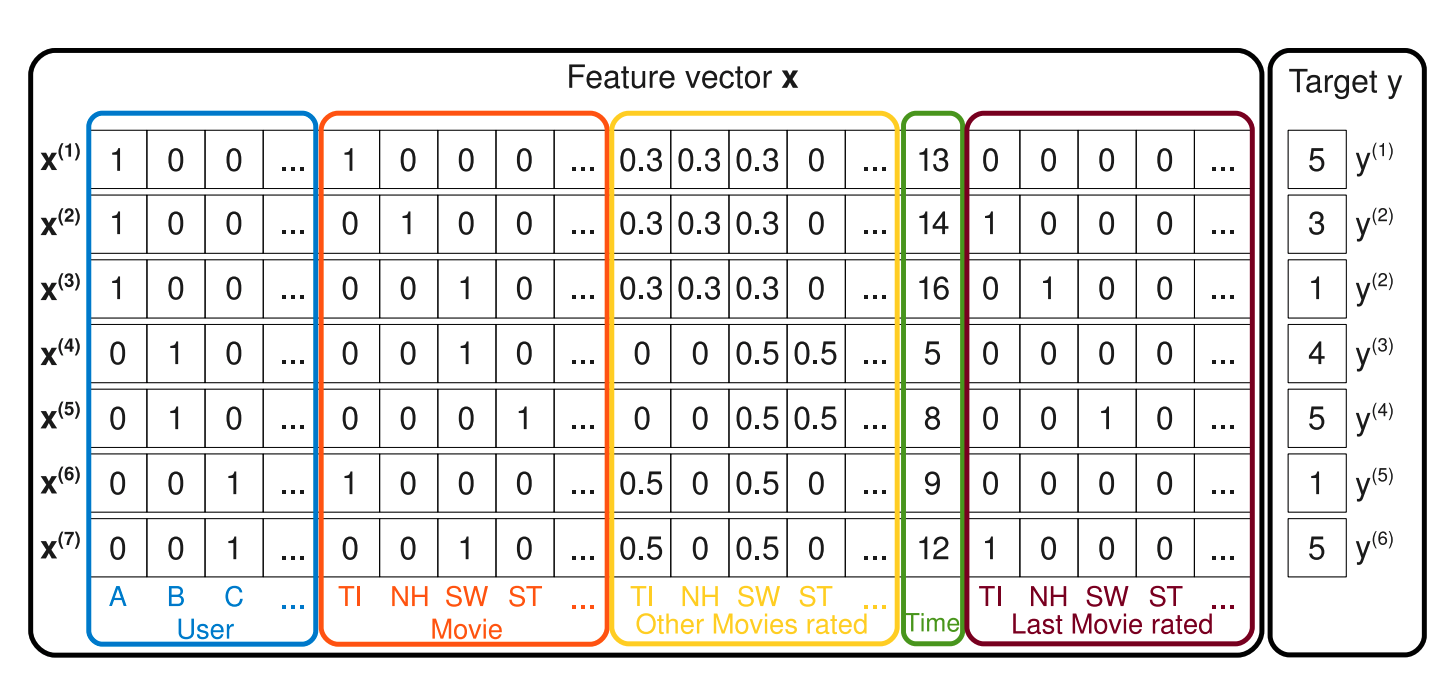 Feature vector x
Target y
x(1) 1 0 0 ... 1 0 0 0 ... 0.3 0.3 0.3 0 ... 13 0 0 0 0 ... 5 y(1)
x(2) 1 0 0 ... 0 1 0 0 ... 0.3 0.3 0.3 0 ... 14 1 0 0 0 ... 3 y(2)
x(3) 1 0 0 ... 0 0 1 0 ... 0.3 0.3 0.3 0 ... 16 0 1 0 0 ... 1 y(2)
x(4) 0 1 0 ... 0 0 1 0 ... 0 0 0.5 0.5 ... 5 0 0 0 0 ... 4 y(3)
x(5) 0 1 0 ... 0 0 0 1 ... 0 0 0.5 0.5 ... 8 0 0 1 0 ... 5 y(4)
x(6) 0 0 1 ... 1 0 0 0 ... 0.5 0 0.5 0 ... 9 0 0 0 0 ... 1 y(5)
x(7) 0 0 1 ... 0 0 1 0 ... 0.5 0 0.5 0 ... 12 1 0 0 0 ... 5 y(6)
A B C ... TI NH SW ST ... TI NH SW ST ... TI NH SW ST ...
User Movie Other Movies rated Time Last Movie rated